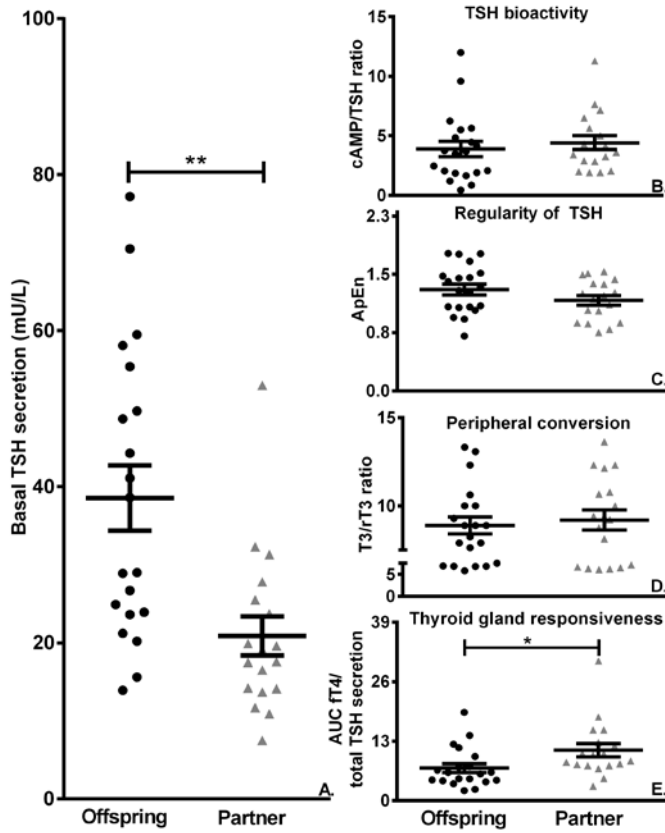 100
80
60
40
20
0
Basal TSH secretion (mU/L)
**
A.
Offspring Partner
TSH bioactivity
15
10
5
0
cAMP/TSH ratio
B.
Regularity of TSH
2.3
1.5
0.8
0.0
ApEn
C.
Peripheral conversion
15
10
5
0
T3/rT3 ratio
D.
Thyroid gland responsiveness
39
26
13
0
AUC fT4/
total TSH secretion
*
E.
Offspring Partner